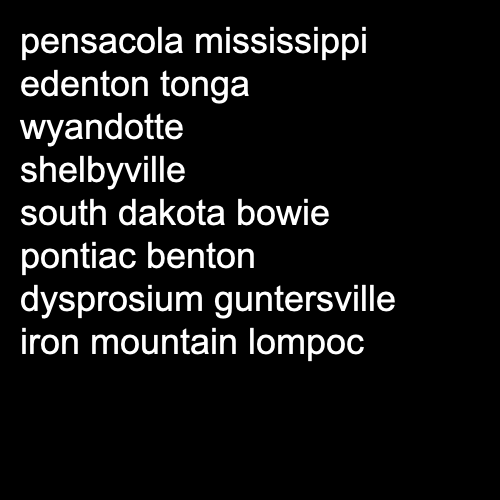 pensacola mississippi
edenton tonga
wyandotte
shelbyville
south dakota bowie
pontiac benton
dysprosium guntersville
iron mountain lompoc